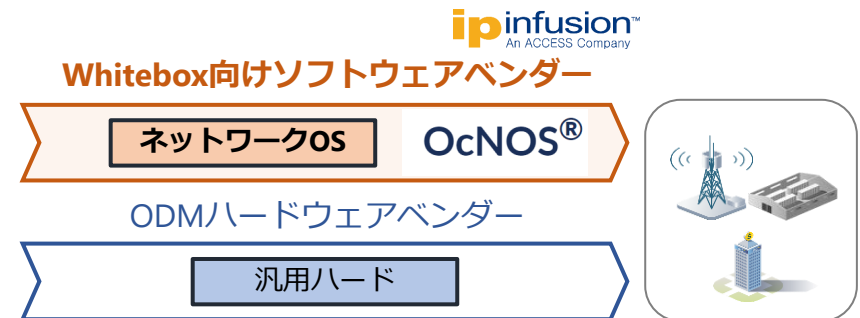 ipinfusion™
An ACCESS Company
Whitebox向けソフトウェアベンダー
ネットワークOS
OcNOS®
ODMハードウェアベンダー
汎用ハード
S